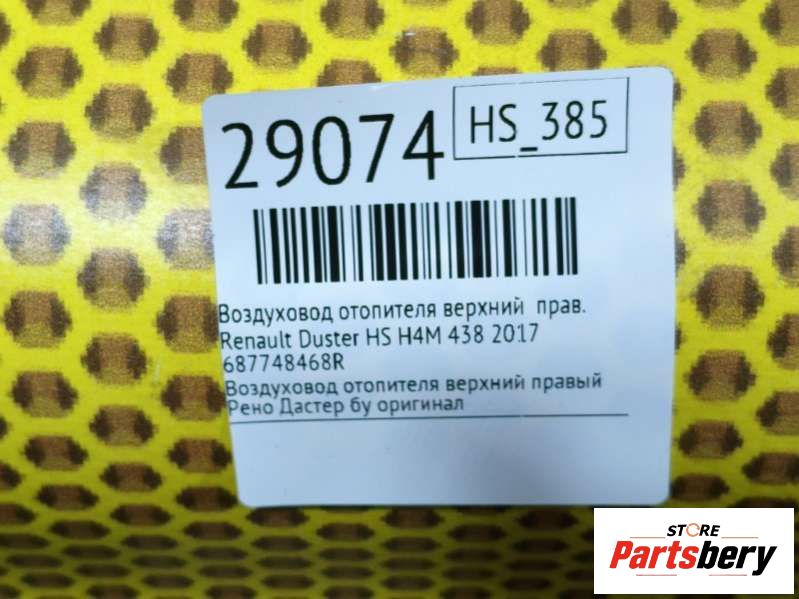 29074
HS_385
Воздуховод отопителя верхний прав.
Renault Duster HS H4M 438 2017
687748468R
Воздуховод отопителя верхний правый
Рено Дастер бу оригинал
STORE
Partsbery